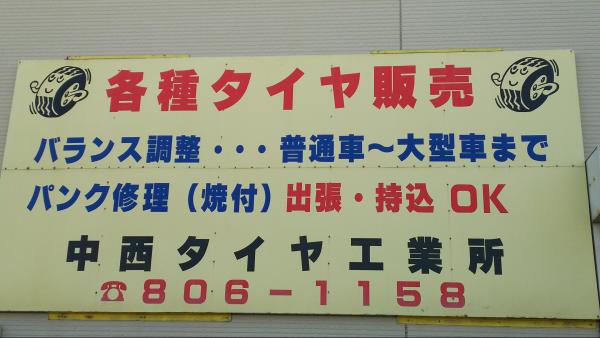 各種タイヤ販売
バランス調整・・・普通車～大型車まで
パンク修理（焼付）出張・持込 OK
中西タイヤ工業所
☎806-1158